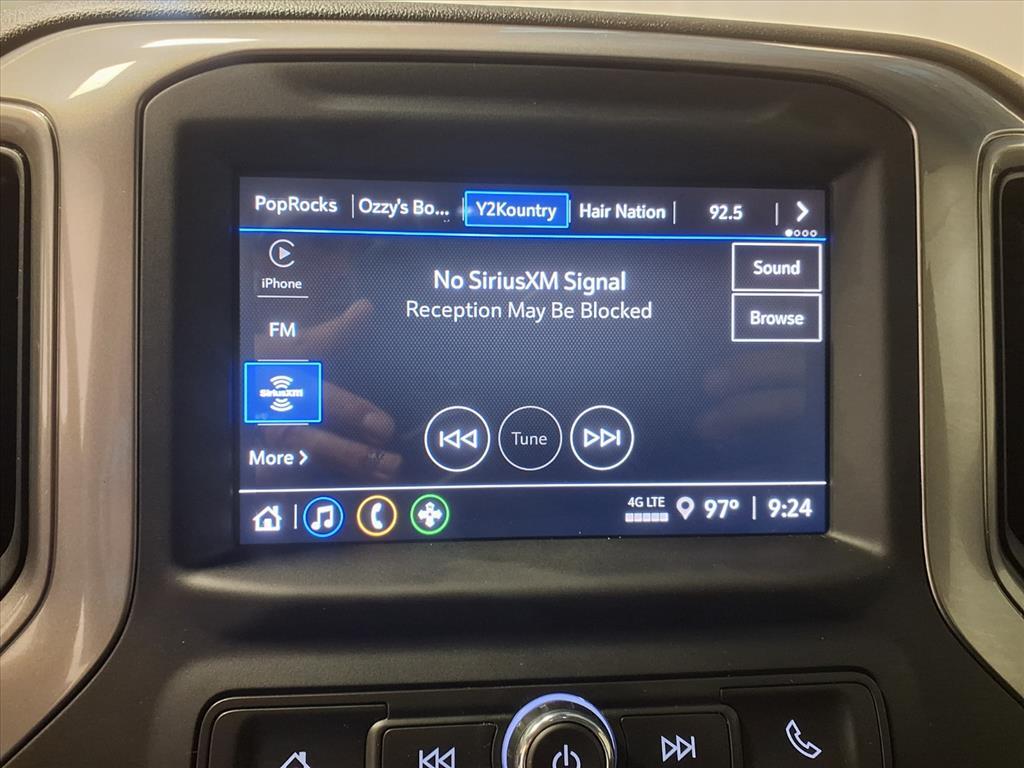 PopRocks
Ozzy's Bo...
Y2Kountry
Hair Nation
92.5
iPhone
No SiriusXM Signal
Sound
Reception May Be Blocked
Browse
FM
SiriusXM
Tune
More
4G LTE
97°
9:24